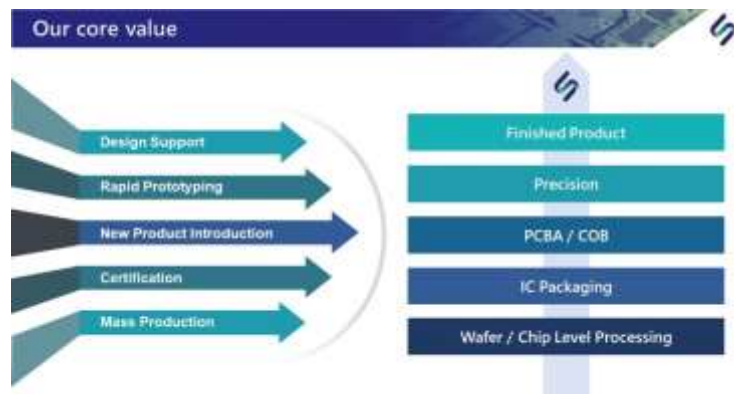 Our core value
Design Support
Rapid Prototyping
New Product Introduction
Certification
Mass Production
Finished Product
Precision
PCBA / COB
IC Packaging
Wafer / Chip Level Processing